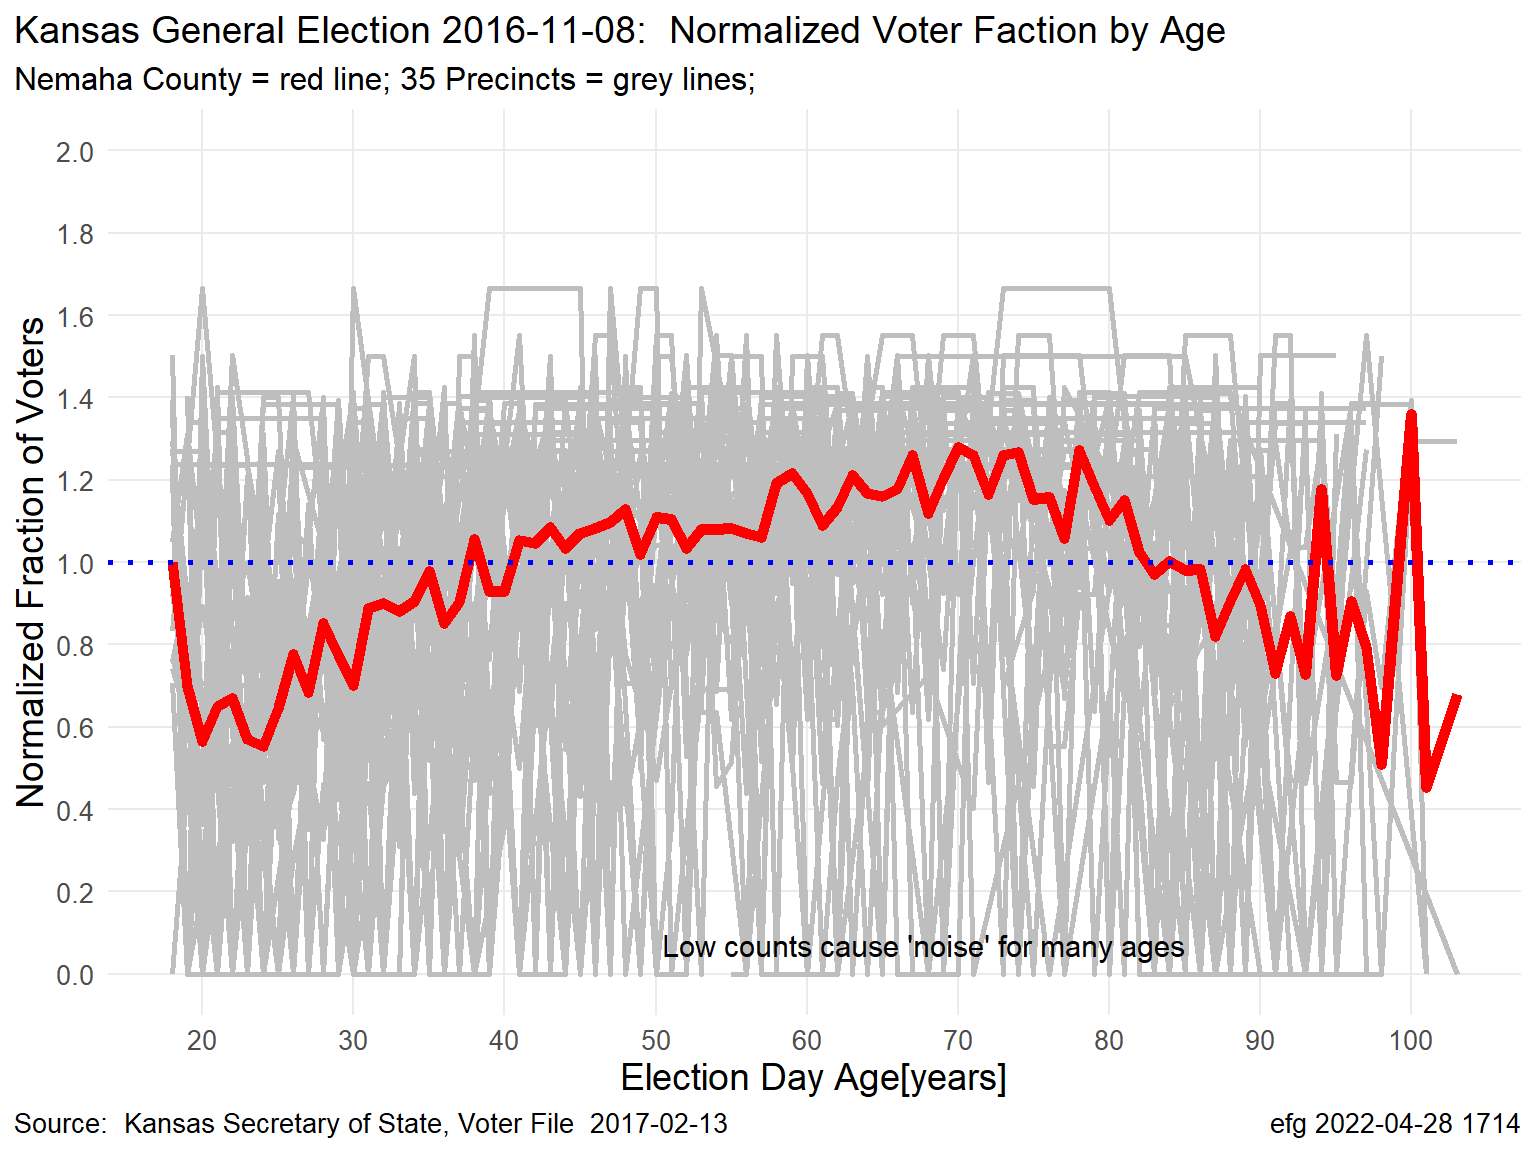 Kansas General Election 2016-11-08:  Normalized Voter Faction by Age
Nemaha County = red line; 35 Precincts = grey lines;
Normalized Fraction of Voters
2.0
1.8
1.6
1.4
1.2
1.0
0.8
0.6
0.4
0.2
0.0
Low counts cause 'noise' for many ages
20 30 40 50 60 70 80 90 100
Election Day Age[years]
Source:  Kansas Secretary of State, Voter File  2017-02-13
efg 2022-04-28 1714